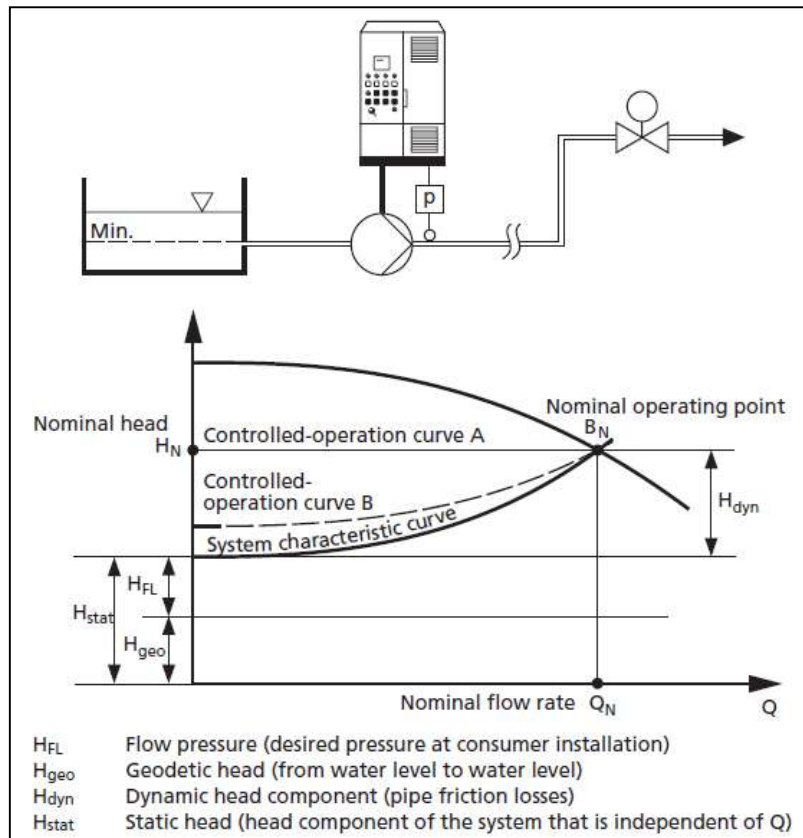 Min.
p
Nominal head
H_N
Controlled-operation curve A
Nominal operating point
B_N
Controlled-
operation curve B
System characteristic curve
H_dyn
H_FL
H_stat
H_geo
Nominal flow rate Q_N
Q
H_FL Flow pressure (desired pressure at consumer installation)
H_geo Geodetic head (from water level to water level)
H_dyn Dynamic head component (pipe friction losses)
H_stat Static head (head component of the system that is independent of Q)